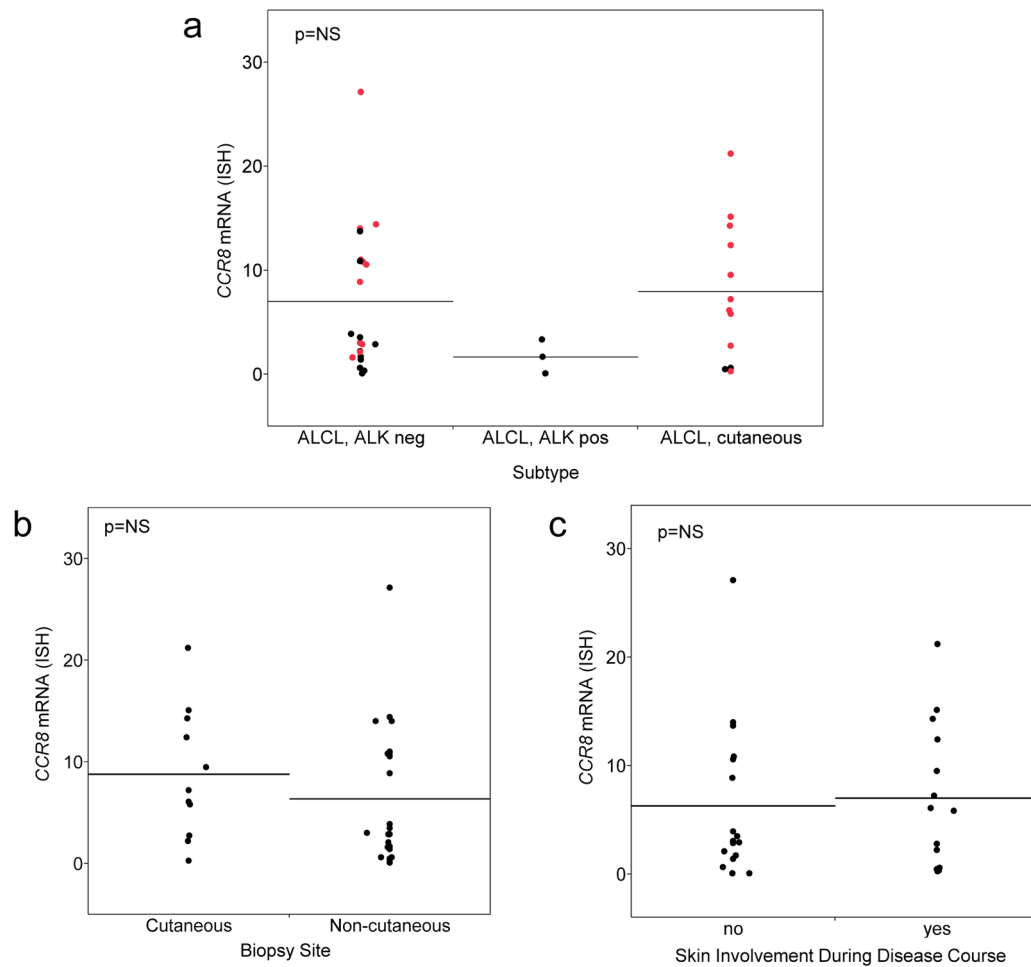 a
p=NS
30
20
10
0
CCR8 mRNA (ISH)
ALCL, ALK neg
ALCL, ALK pos
ALCL, cutaneous
Subtype
b
p=NS
30
20
10
0
CCR8 mRNA (ISH)
Cutaneous
Non-cutaneous
Biopsy Site
c
p=NS
30
20
10
0
CCR8 mRNA (ISH)
no
yes
Skin Involvement During Disease Course